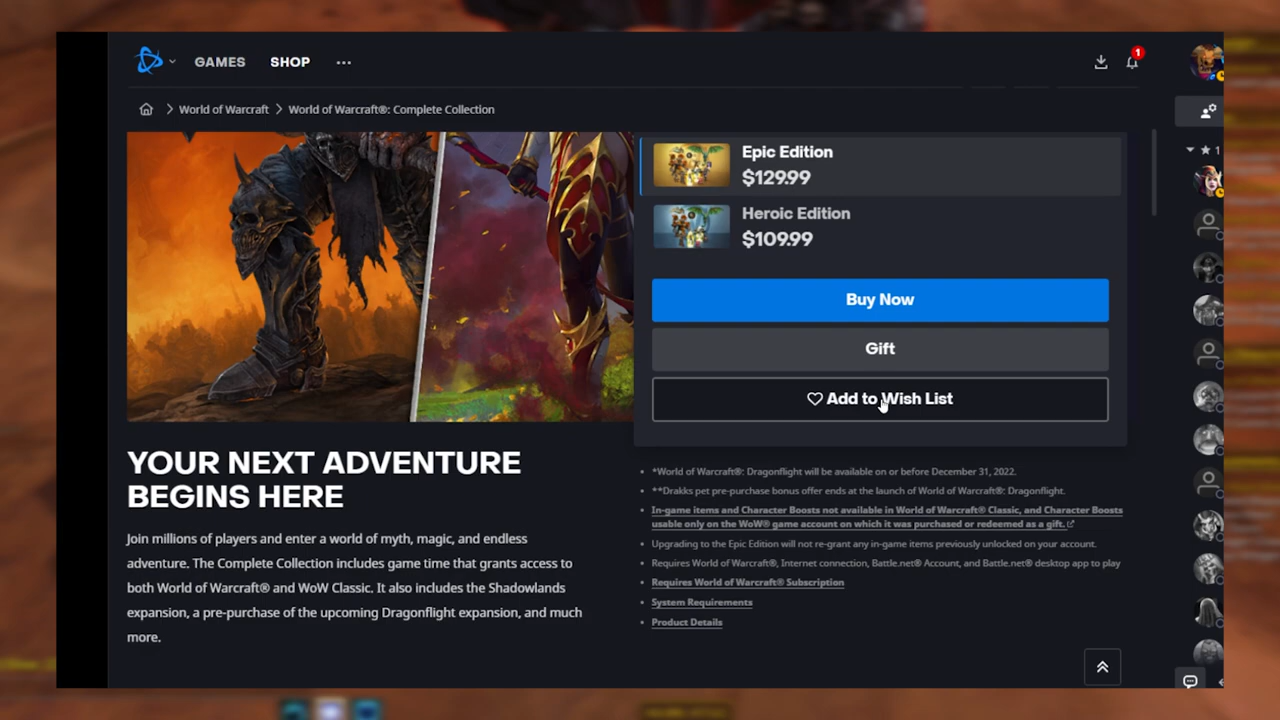 GAMES SHOP ...
1
World of Warcraft > World of Warcraft®: Complete Collection
1
Epic Edition
$129.99
Heroic Edition
$109.99
Buy Now
Gift
Add to Wish List
YOUR NEXT ADVENTURE
BEGINS HERE
Join millions of players and enter a world of myth, magic, and endless
adventure. The Complete Collection includes game time that grants access to
both World of Warcraft® and WoW Classic. It also includes the Shadowlands
expansion, a pre-purchase of the upcoming Dragonflight expansion, and much
more.
• *World of Warcraft®: Dragonflight will be available on or before December 31, 2022.
• **Drakks pet pre-purchase bonus offer ends at the launch of World of Warcraft®: Dragonflight.
• In-game items and Character Boosts not available in World of Warcraft® Classic, and Character Boosts
usable only on the WoW® game account on which it was purchased or redeemed as a gift.
• Upgrading to the Epic Edition will not re-grant any in-game items previously unlocked on your account.
• Requires World of Warcraft®, Internet connection, Battle.net® Account, and Battle.net® desktop app to play
• Requires World of Warcraft® Subscription
• System Requirements
• Product Details